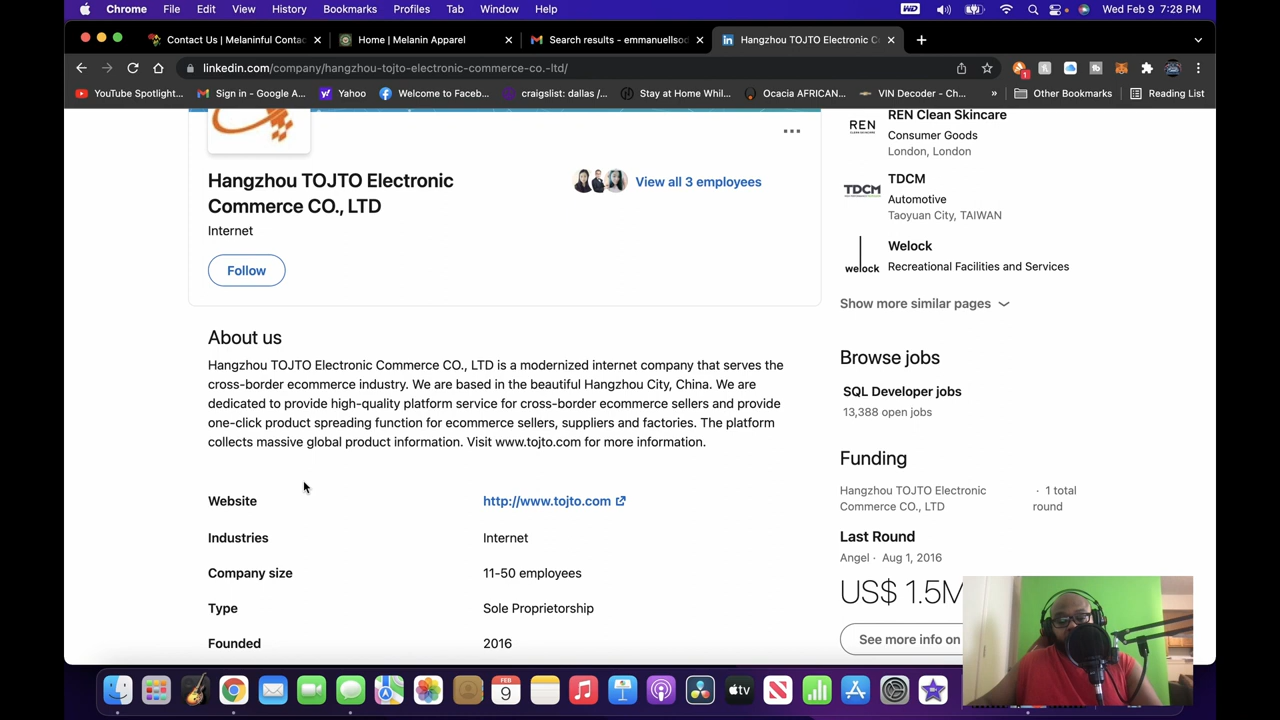 Chrome File Edit View History Bookmarks Profiles Tab Window Help
WD Wed Feb 9 7:28 PM
Contact Us | Melaninful Contac
Home | Melanin Apparel
Search results - emmanuellsod
Hangzhou TOJTO Electronic C
linkedin.com/company/hangzhou-tojto-electronic-commerce-co.-ltd/
1
YouTube Spotlight... Sign in - Google A... Yahoo Welcome to Faceb... craigslist: dallas /... Stay at Home Whil... Ocacia AFRICAN... VIN Decoder - Ch... » Other Bookmarks Reading List
Hangzhou TOJTO Electronic
Commerce CO., LTD
Internet
View all 3 employees
Follow
About us
Hangzhou TOJTO Electronic Commerce CO., LTD is a modernized internet company that serves the
cross-border ecommerce industry. We are based in the beautiful Hangzhou City, China. We are
dedicated to provide high-quality platform service for cross-border ecommerce sellers and provide
one-click product spreading function for ecommerce sellers, suppliers and factories. The platform
collects massive global product information. Visit www.tojto.com for more information.
Website http://www.tojto.com
Industries Internet
Company size 11-50 employees
Type Sole Proprietorship
Founded 2016
REN
REN Clean Skincare
Consumer Goods
London, London
TDCM
TDCM
Automotive
Taoyuan City, TAIWAN
welock
Welock
Recreational Facilities and Services
Show more similar pages
Browse jobs
SQL Developer jobs
13,388 open jobs
Funding
Hangzhou TOJTO Electronic
Commerce CO., LTD
· 1 total
round
Last Round
Angel · Aug 1, 2016
US$ 1.5M
See more info on
FEB
9
tv